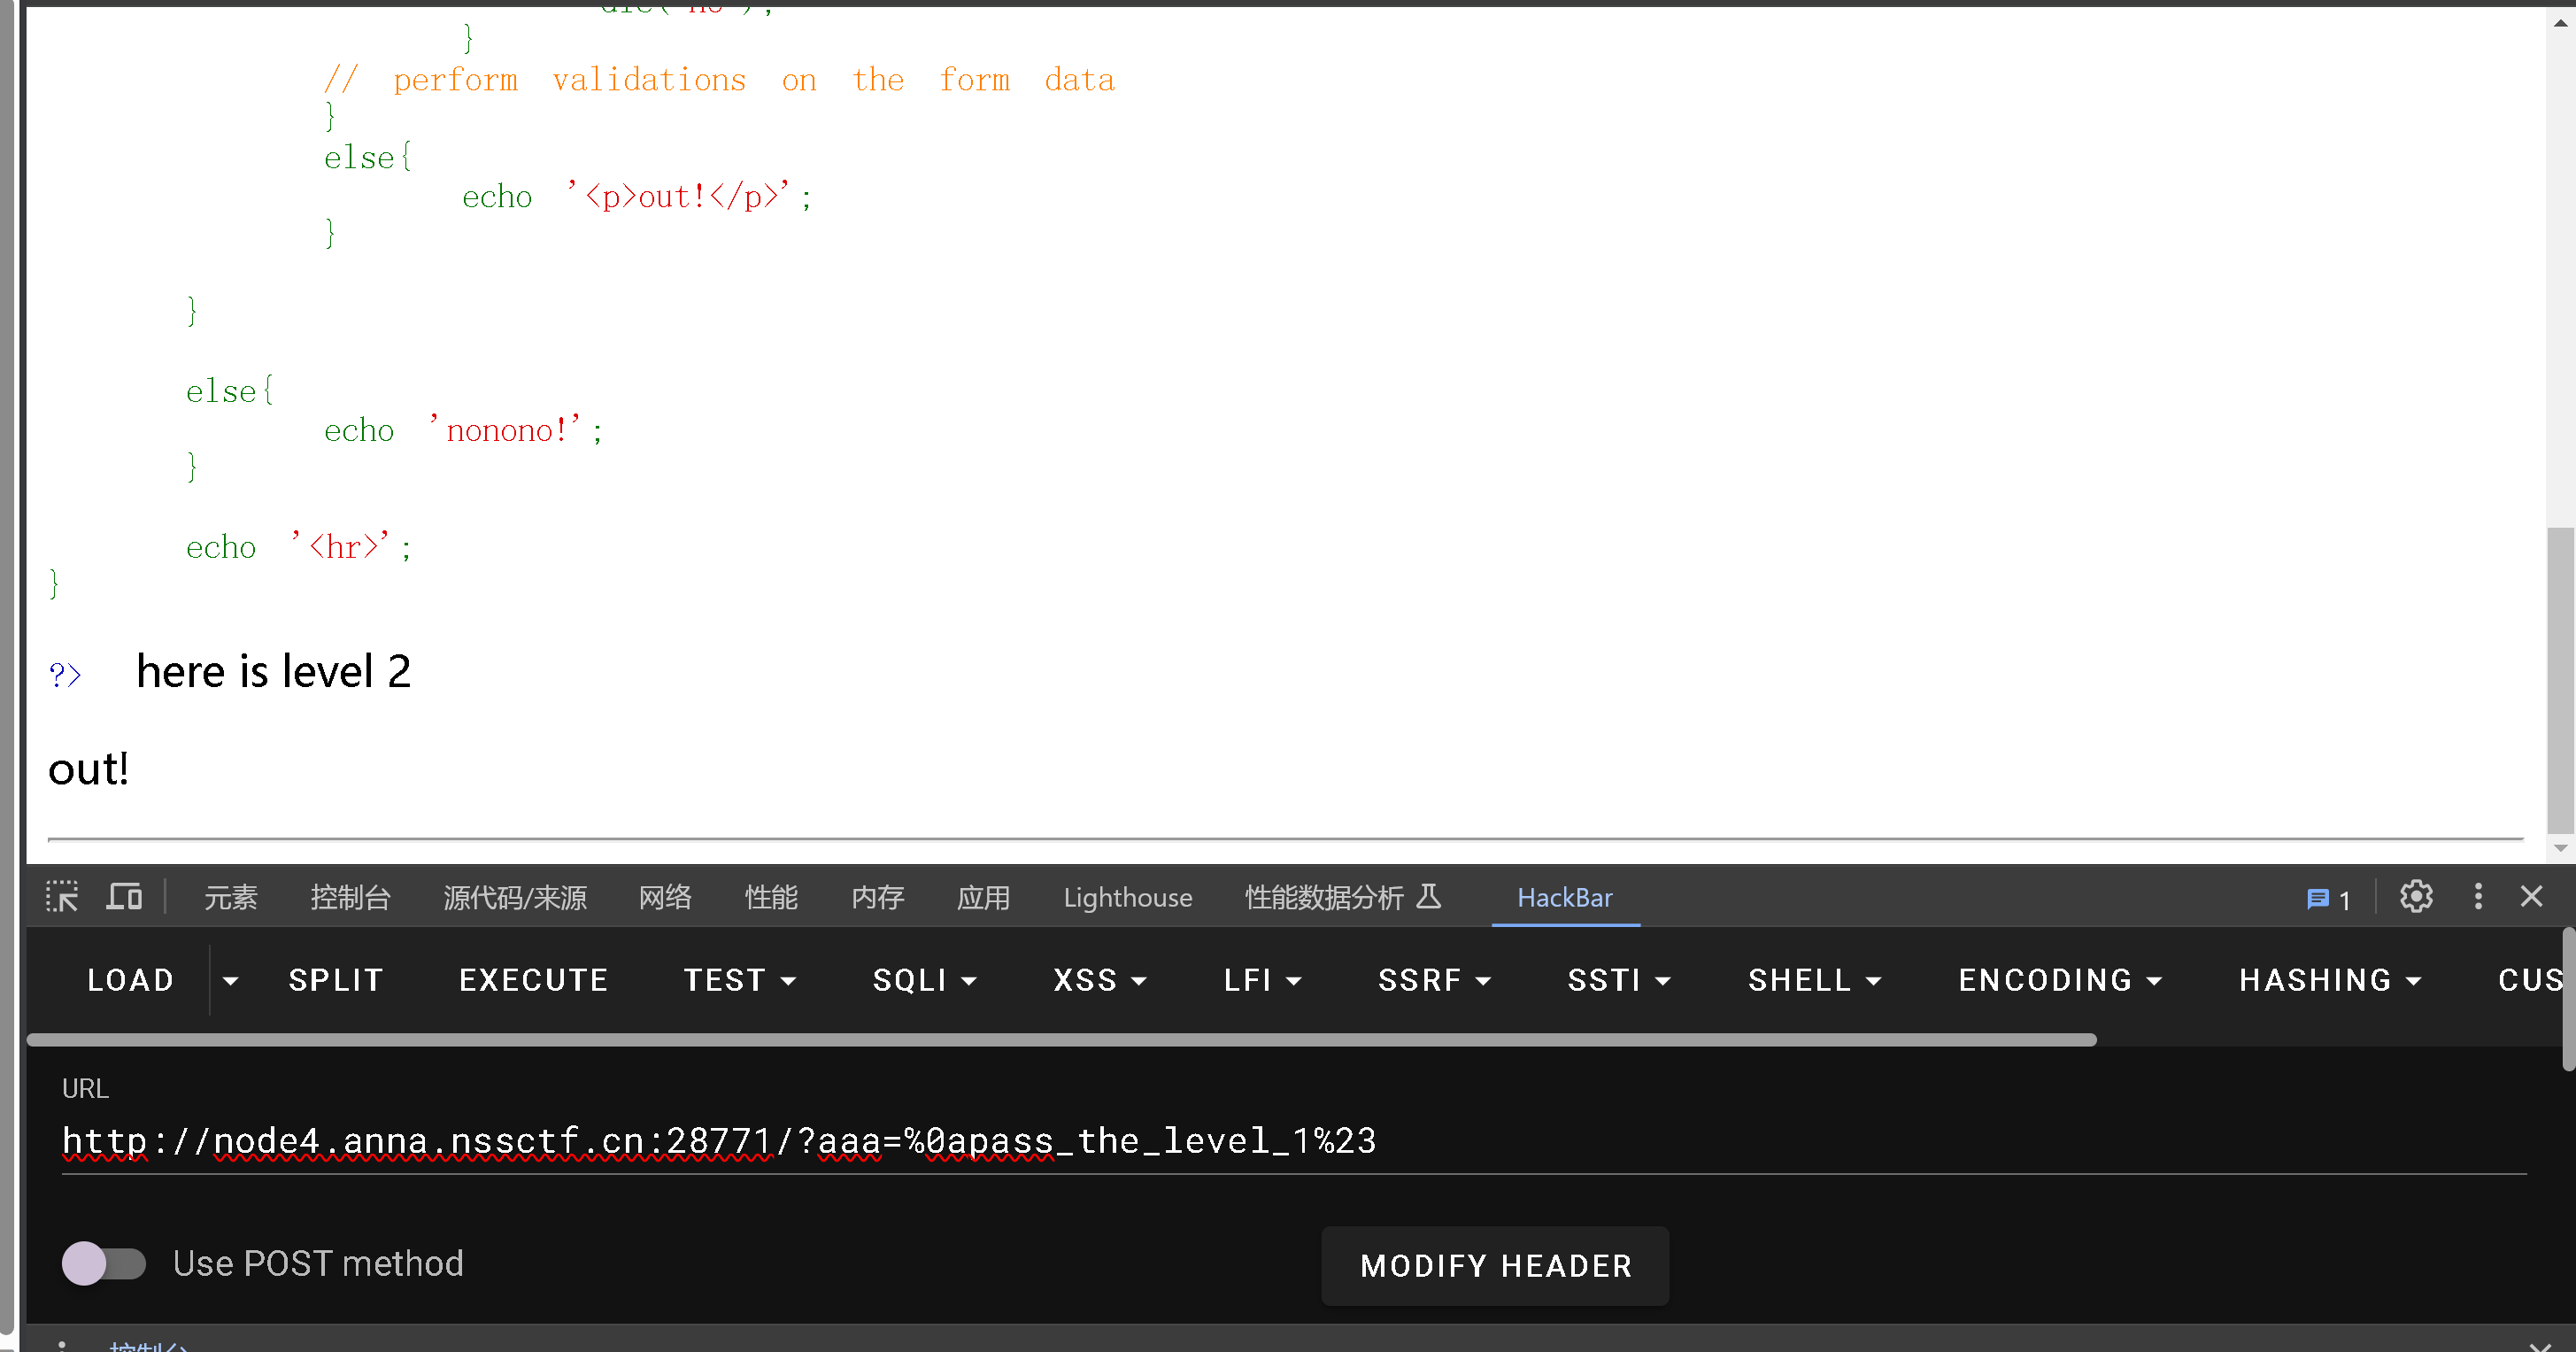 }
// perform validations on the form data
}
else{
echo '<p>out!</p>';
}
}
else{
echo 'nonono!';
}
echo '<hr>';
}
?> here is level 2
out!
元素 控制台 源代码/来源 网络 性能 内存 应用 Lighthouse 性能数据分析 HackBar 1
LOAD SPLIT EXECUTE TEST SQLI XSS LFI SSRF SSTI SHELL ENCODING HASHING CUS
URL
http://node4.anna.nssctf.cn:28771/?aaa=%0apass_the_level_1%23
Use POST method MODIFY HEADER
控制台